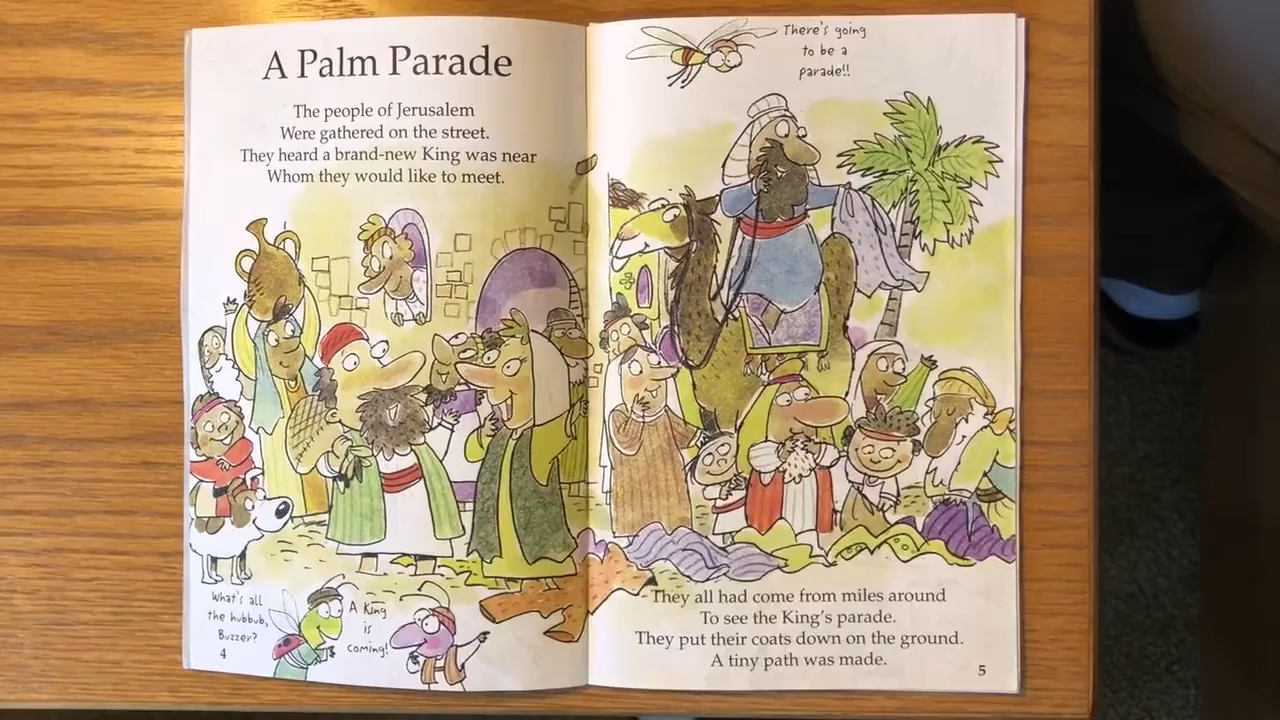 A Palm Parade
The people of Jerusalem
Were gathered on the street.
They heard a brand-new King was near
Whom they would like to meet.
What's all
the hubbub,
Buzzer?
A King
is
coming!
4
There's going
to be a
parade!!
They all had come from miles around
To see the King's parade.
They put their coats down on the ground.
A tiny path was made.
5